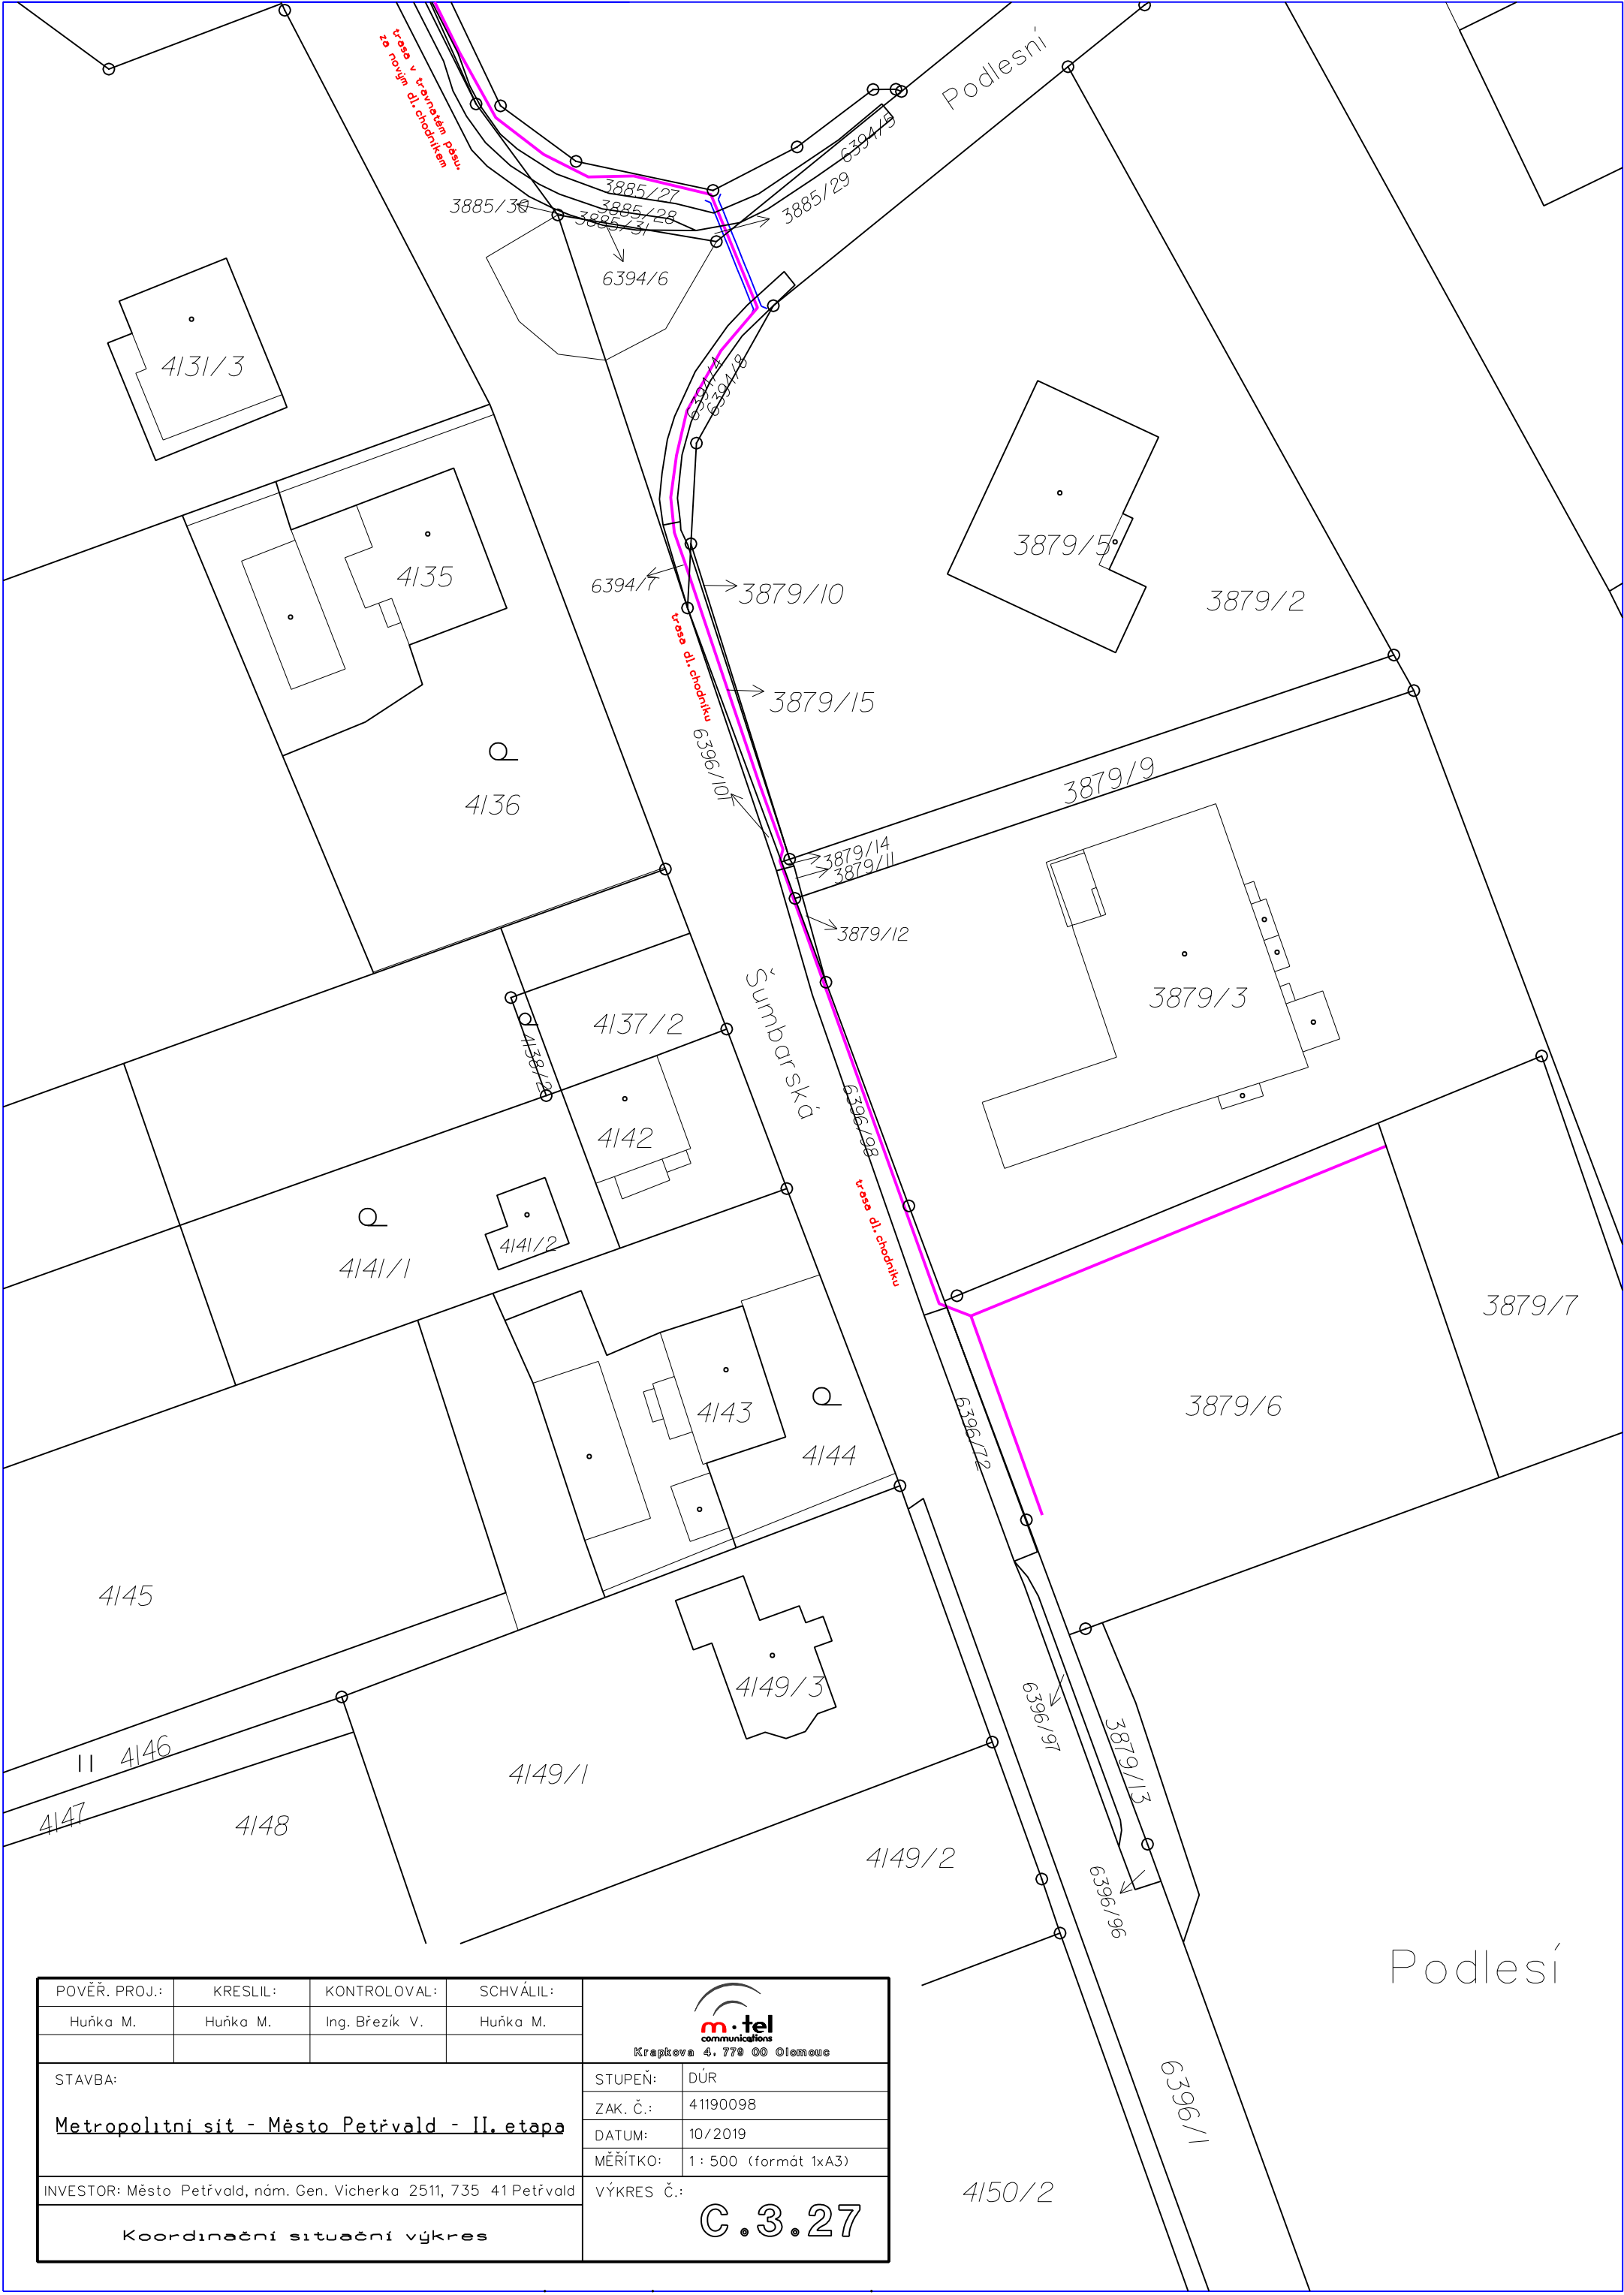 Podlesní
trasa v travnatém pásu,
za novým dl. chodníkem
6394/9
3885/27
3885/28
3885/31
3885/30
3885/29
6394/6
4131/3
6394/4
6394/8
3879/5
4135
6394/7
3879/10
3879/2
trasa dl. chodníku
3879/15
6396/101
4136
3879/9
3879/14
3879/11
3879/12
Šumbarská
3879/3
4137/2
4138/2
4142
6396/98
trasa dl. chodníku
4141/2
4141/1
3879/7
3879/6
4143
6396/72
4144
4145
4149/3
6396/97
3879/13
4146
4149/1
4147
4148
4149/2
6396/96
Podlesí
6396/1
4150/2
POVĚŘ. PROJ.: KRESLIL: KONTROLOVAL: SCHVÁLIL:
Huňka M. Huňka M. Ing. Březík V. Huňka M.
m·tel
communications
Krapkova 4, 779 00 Olomouc
STAVBA:
Metropolitní síť - Město Petřvald - II. etapa
STUPEŇ: DÚR
ZAK. Č.: 41190098
DATUM: 10/2019
MĚŘÍTKO: 1 : 500 (formát 1xA3)
INVESTOR: Město Petřvald, nám. Gen. Vicherka 2511, 735 41 Petřvald
Koordinační situační výkres
VÝKRES Č.:
C.3.27